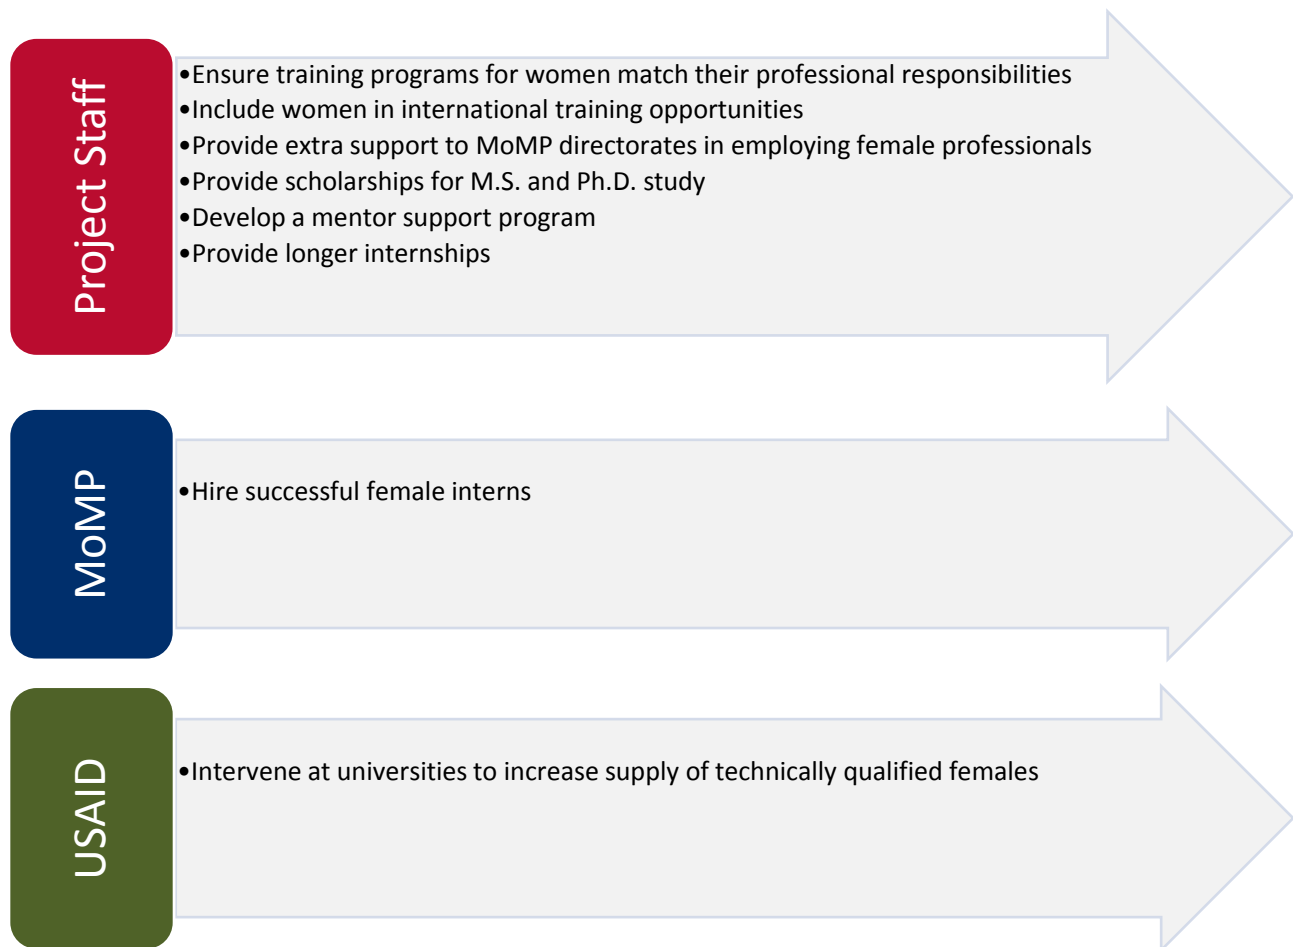 Project Staff
•Ensure training programs for women match their professional responsibilities
•Include women in international training opportunities
•Provide extra support to MoMP directorates in employing female professionals
•Provide scholarships for M.S. and Ph.D. study
•Develop a mentor support program
•Provide longer internships
MoMP
•Hire successful female interns
USAID
•Intervene at universities to increase supply of technically qualified females